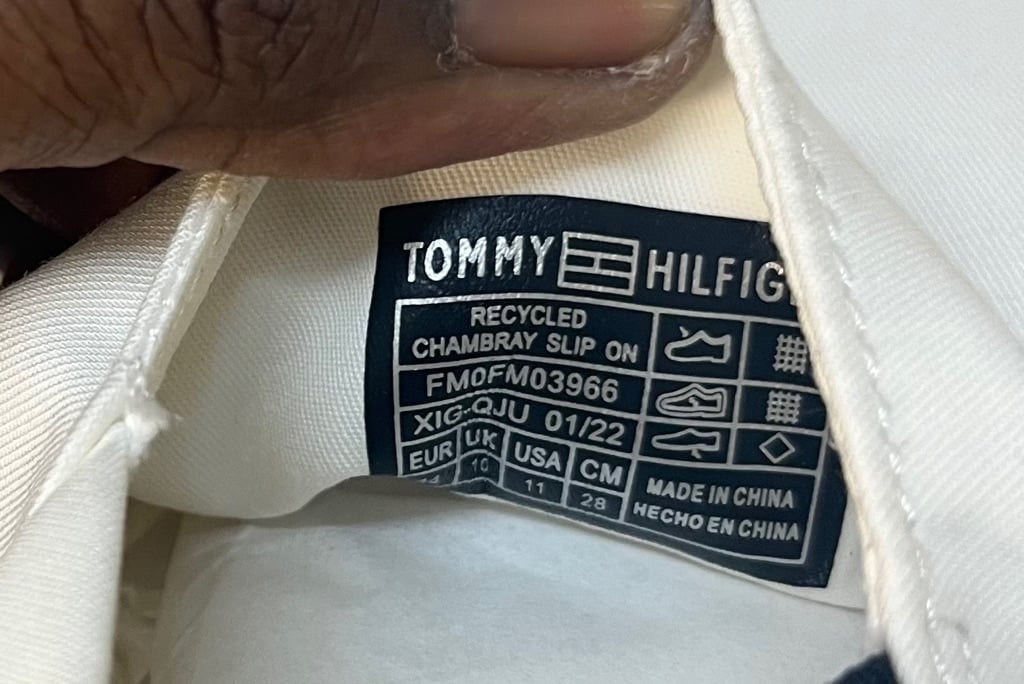 TOMMY HILFIG
RECYCLED
CHAMBRAY SLIP ON
FM0FM03966
XIG-QJU 01/22
EUR UK USA CM
10 11 28
MADE IN CHINA
HECHO EN CHINA